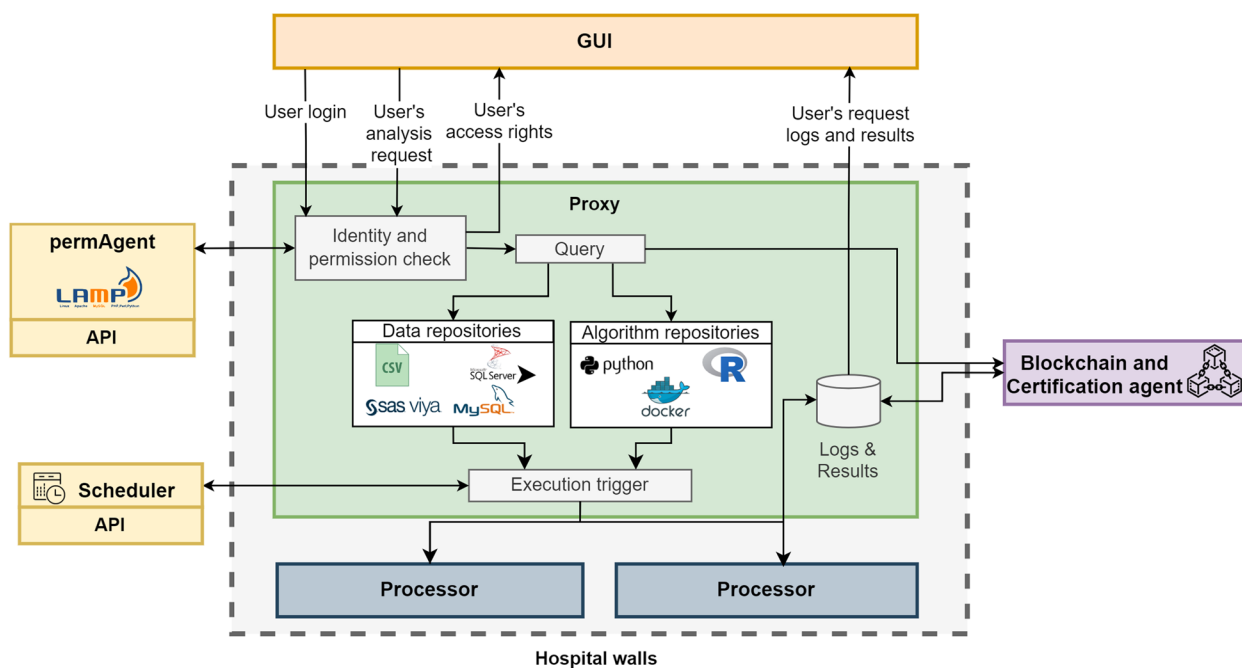 GUI
User login
User's
analysis
request
User's
access rights
User's request
logs and results
Proxy
permAgent
LAMP
API
Identity and
permission check
Query
Data repositories
CSV
SQL Server
sas viya
MySQL
Algorithm repositories
python
R
docker
Blockchain and
Certification agent
Logs &
Results
Scheduler
API
Execution trigger
Processor
Processor
Hospital walls